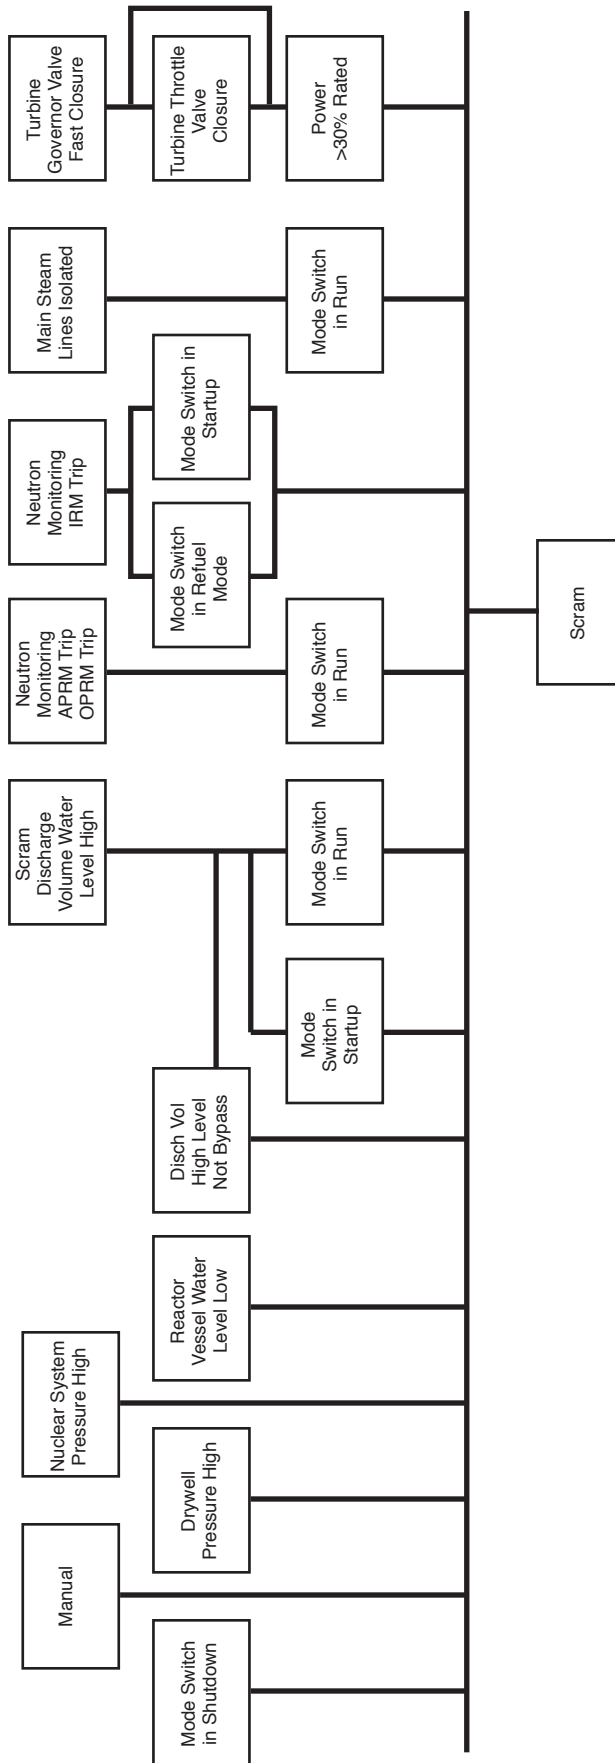 Mode Switch
in Shutdown
Manual
Drywell
Pressure High
Nuclear System
Pressure High
Reactor
Vessel Water
Level Low
Disch Vol
High Level
Not Bypass
Mode
Switch in
Startup
Scram
Discharge
Volume Water
Level High
Mode Switch
in Run
Neutron
Monitoring
APRM Trip
OPRM Trip
Mode Switch
in Run
Neutron
Monitoring
IRM Trip
Mode Switch
in Refuel
Mode
Mode Switch in
Startup
Main Steam
Lines Isolated
Mode Switch
in Run
Turbine
Governor Valve
Fast Closure
Turbine Throttle
Valve
Closure
Power
>30% Rated
Scram